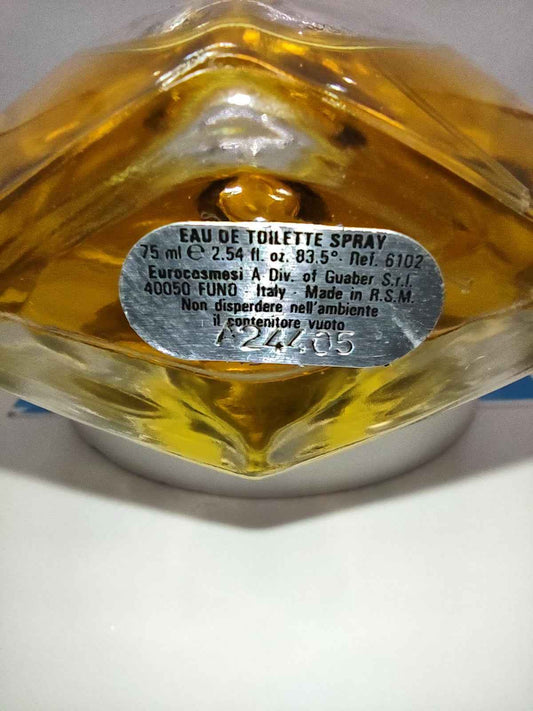 EAU DE TOILETTE SPRAY
75 ml ℮ 2.54 fl. oz. 83.5° Ref. 6102
Eurocosmesi A Div. of Guaber S.r.l.
40050 FUNO - Italy - Made in R.S.M.
Non disperdere nell'ambiente
il contenitore vuoto
A24405